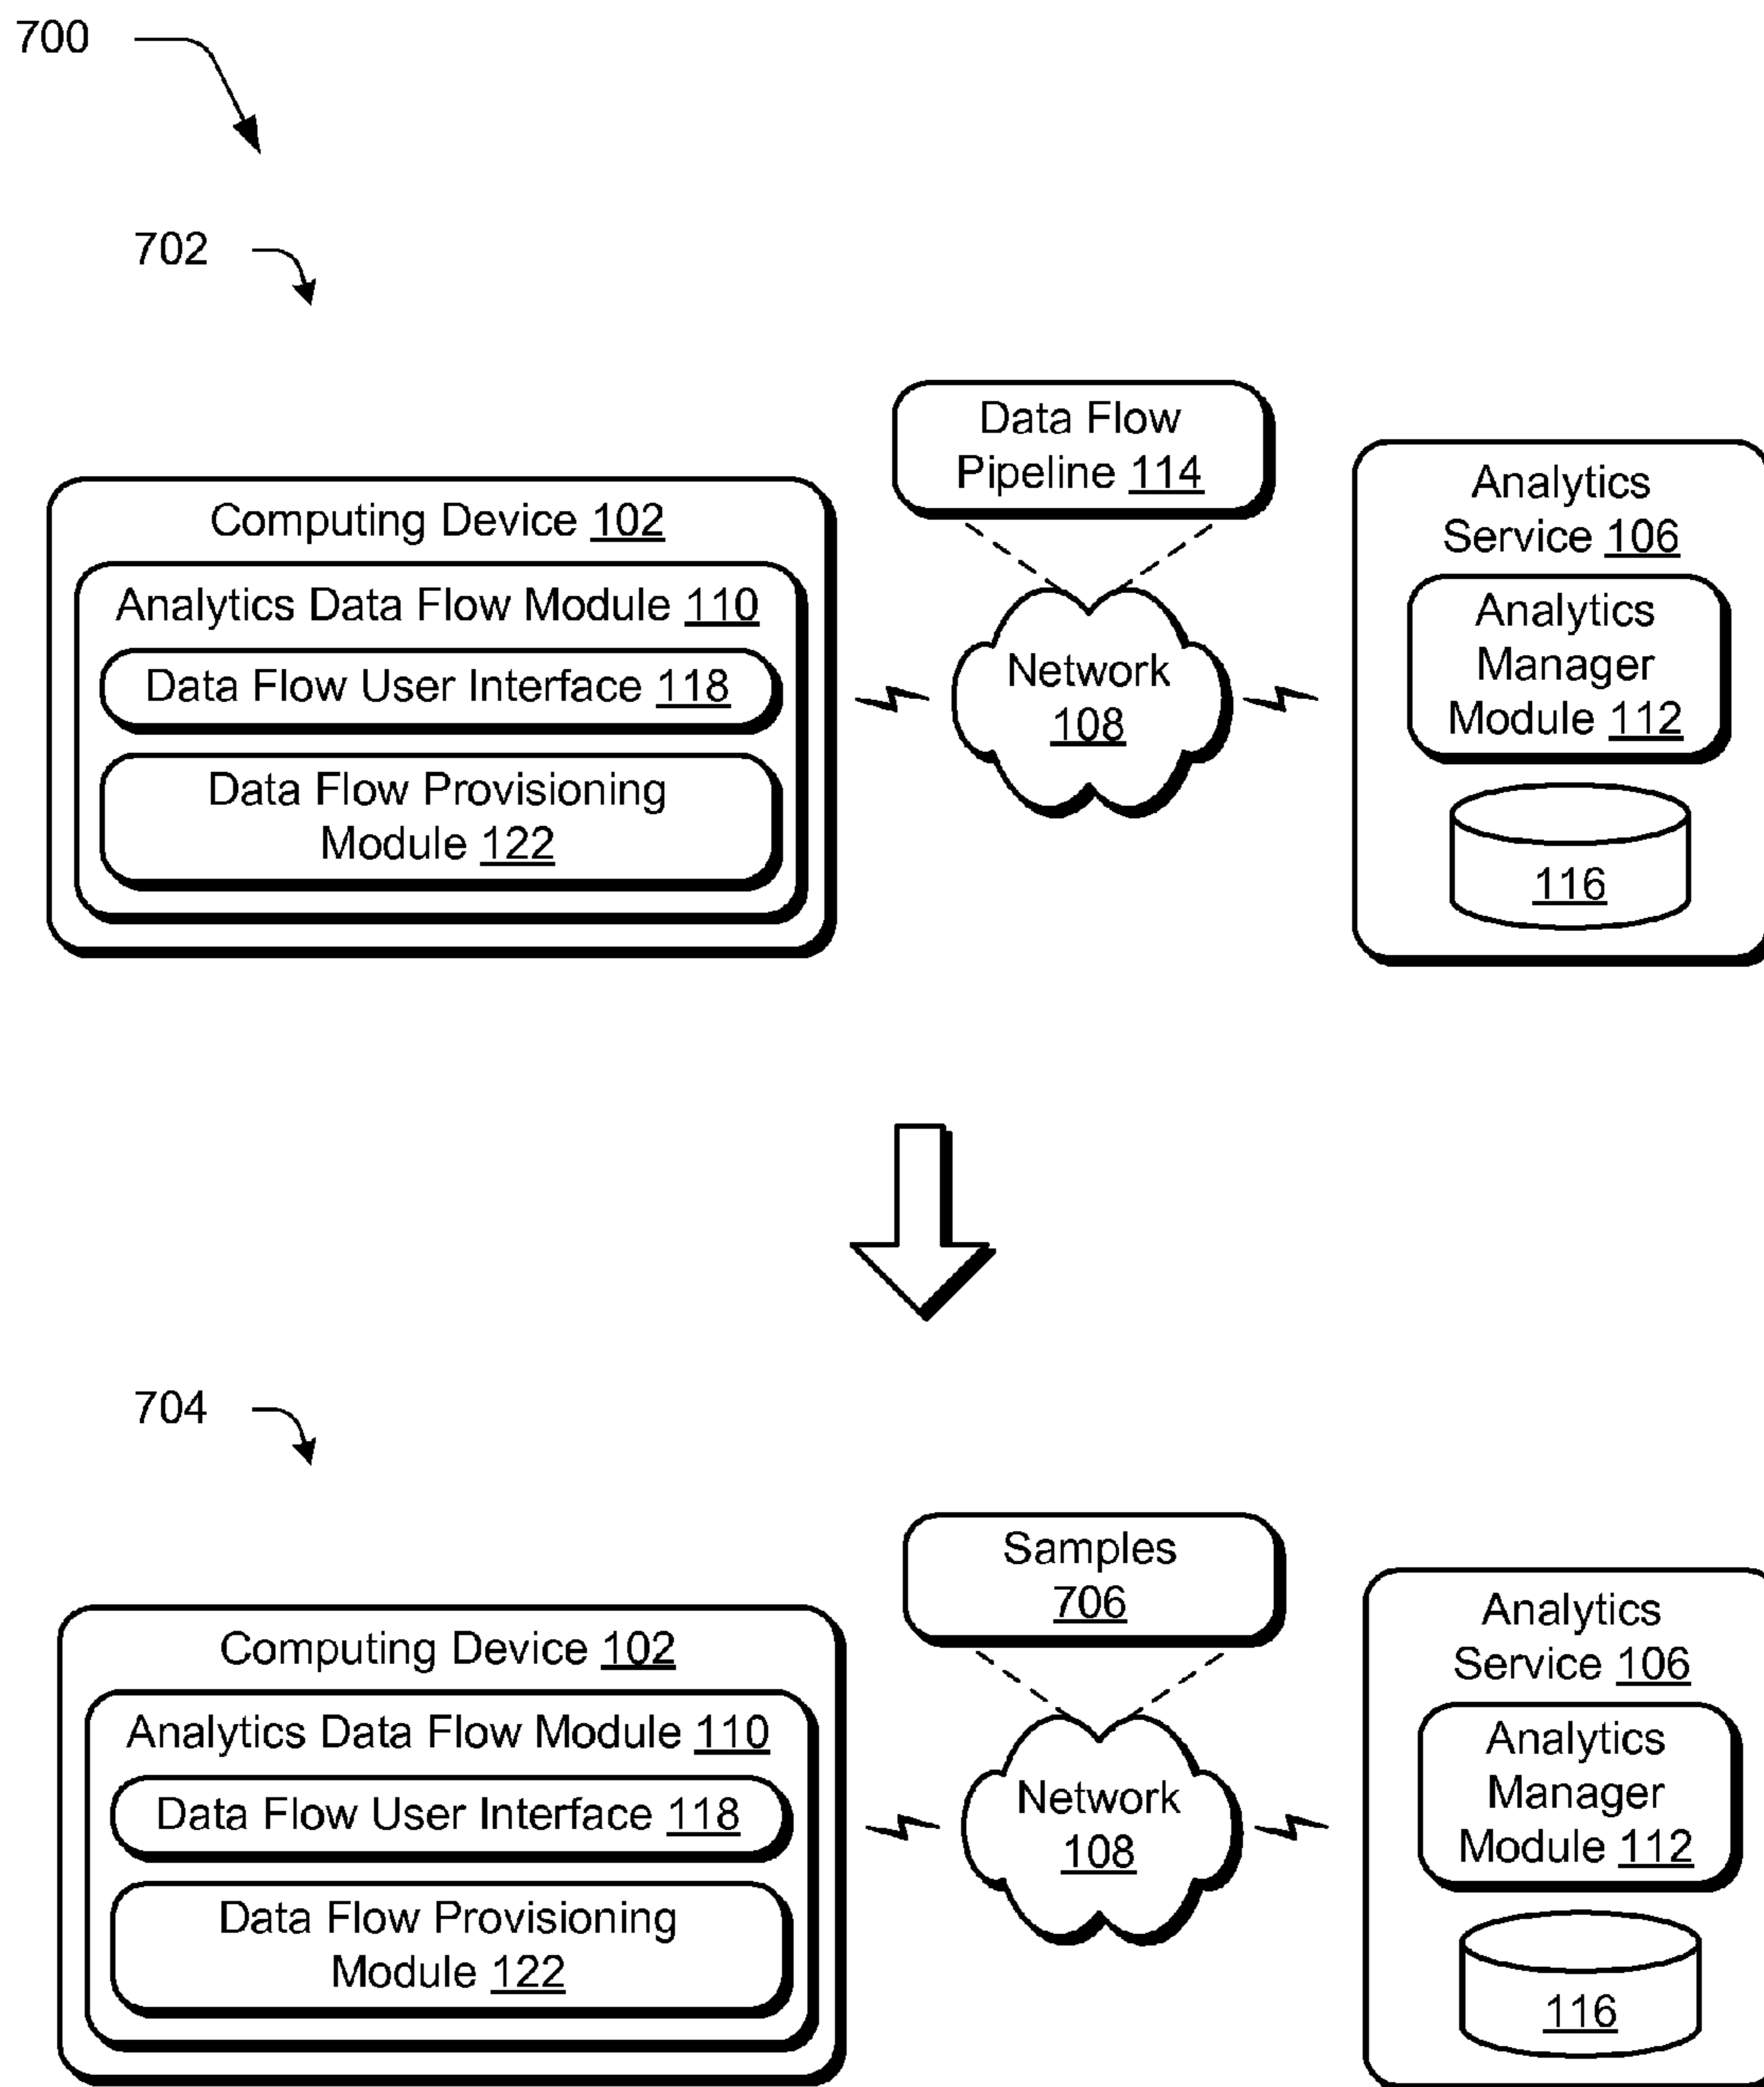 700
702
Data Flow
Pipeline 114
Computing Device 102
Analytics Data Flow Module 110
Data Flow User Interface 118
Data Flow Provisioning
Module 122
Network
108
Analytics
Service 106
Analytics
Manager
Module 112
116
704
Samples
706
Computing Device 102
Analytics Data Flow Module 110
Data Flow User Interface 118
Data Flow Provisioning
Module 122
Network
108
Analytics
Service 106
Analytics
Manager
Module 112
116